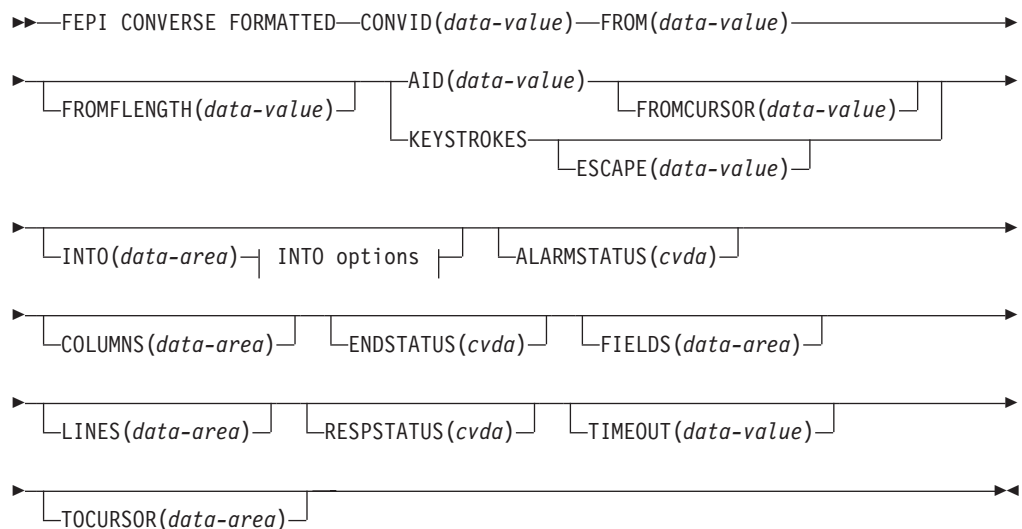 FEPI CONVERSE FORMATTED CONVID(data-value) FROM(data-value)
FROMFLENGTH(data-value) AID(data-value) FROMCURSOR(data-value)
KEYSTROKES ESCAPE(data-value)
INTO(data-area) INTO options ALARMSTATUS(cvda)
COLUMNS(data-area) ENDSTATUS(cvda) FIELDS(data-area)
LINES(data-area) RESPSTATUS(cvda) TIMEOUT(data-value)
TOCURSOR(data-area)